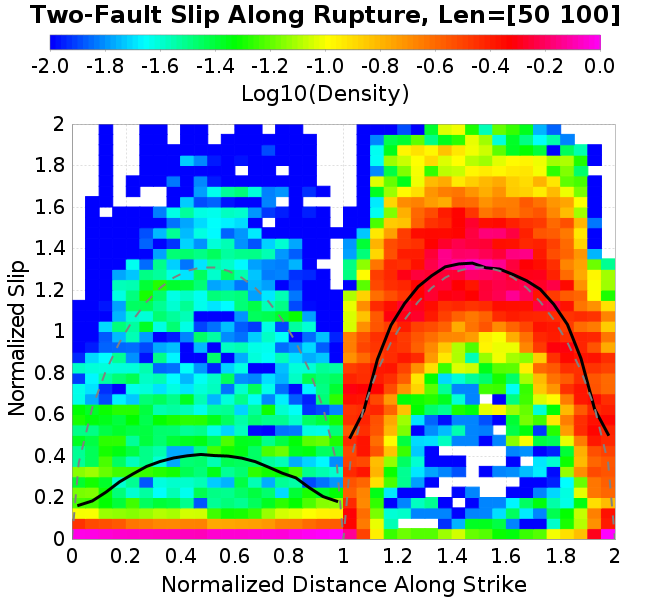 Two-Fault Slip Along Rupture, Len=[50 100]
-2.0 -1.8 -1.6 -1.4 -1.2 -1.0 -0.8 -0.6 -0.4 -0.2 0.0
Log10(Density)
2
1.8
1.6
1.4
1.2
1
0.8
0.6
0.4
0.2
0
Normalized Slip
0 0.2 0.4 0.6 0.8 1 1.2 1.4 1.6 1.8 2
Normalized Distance Along Strike